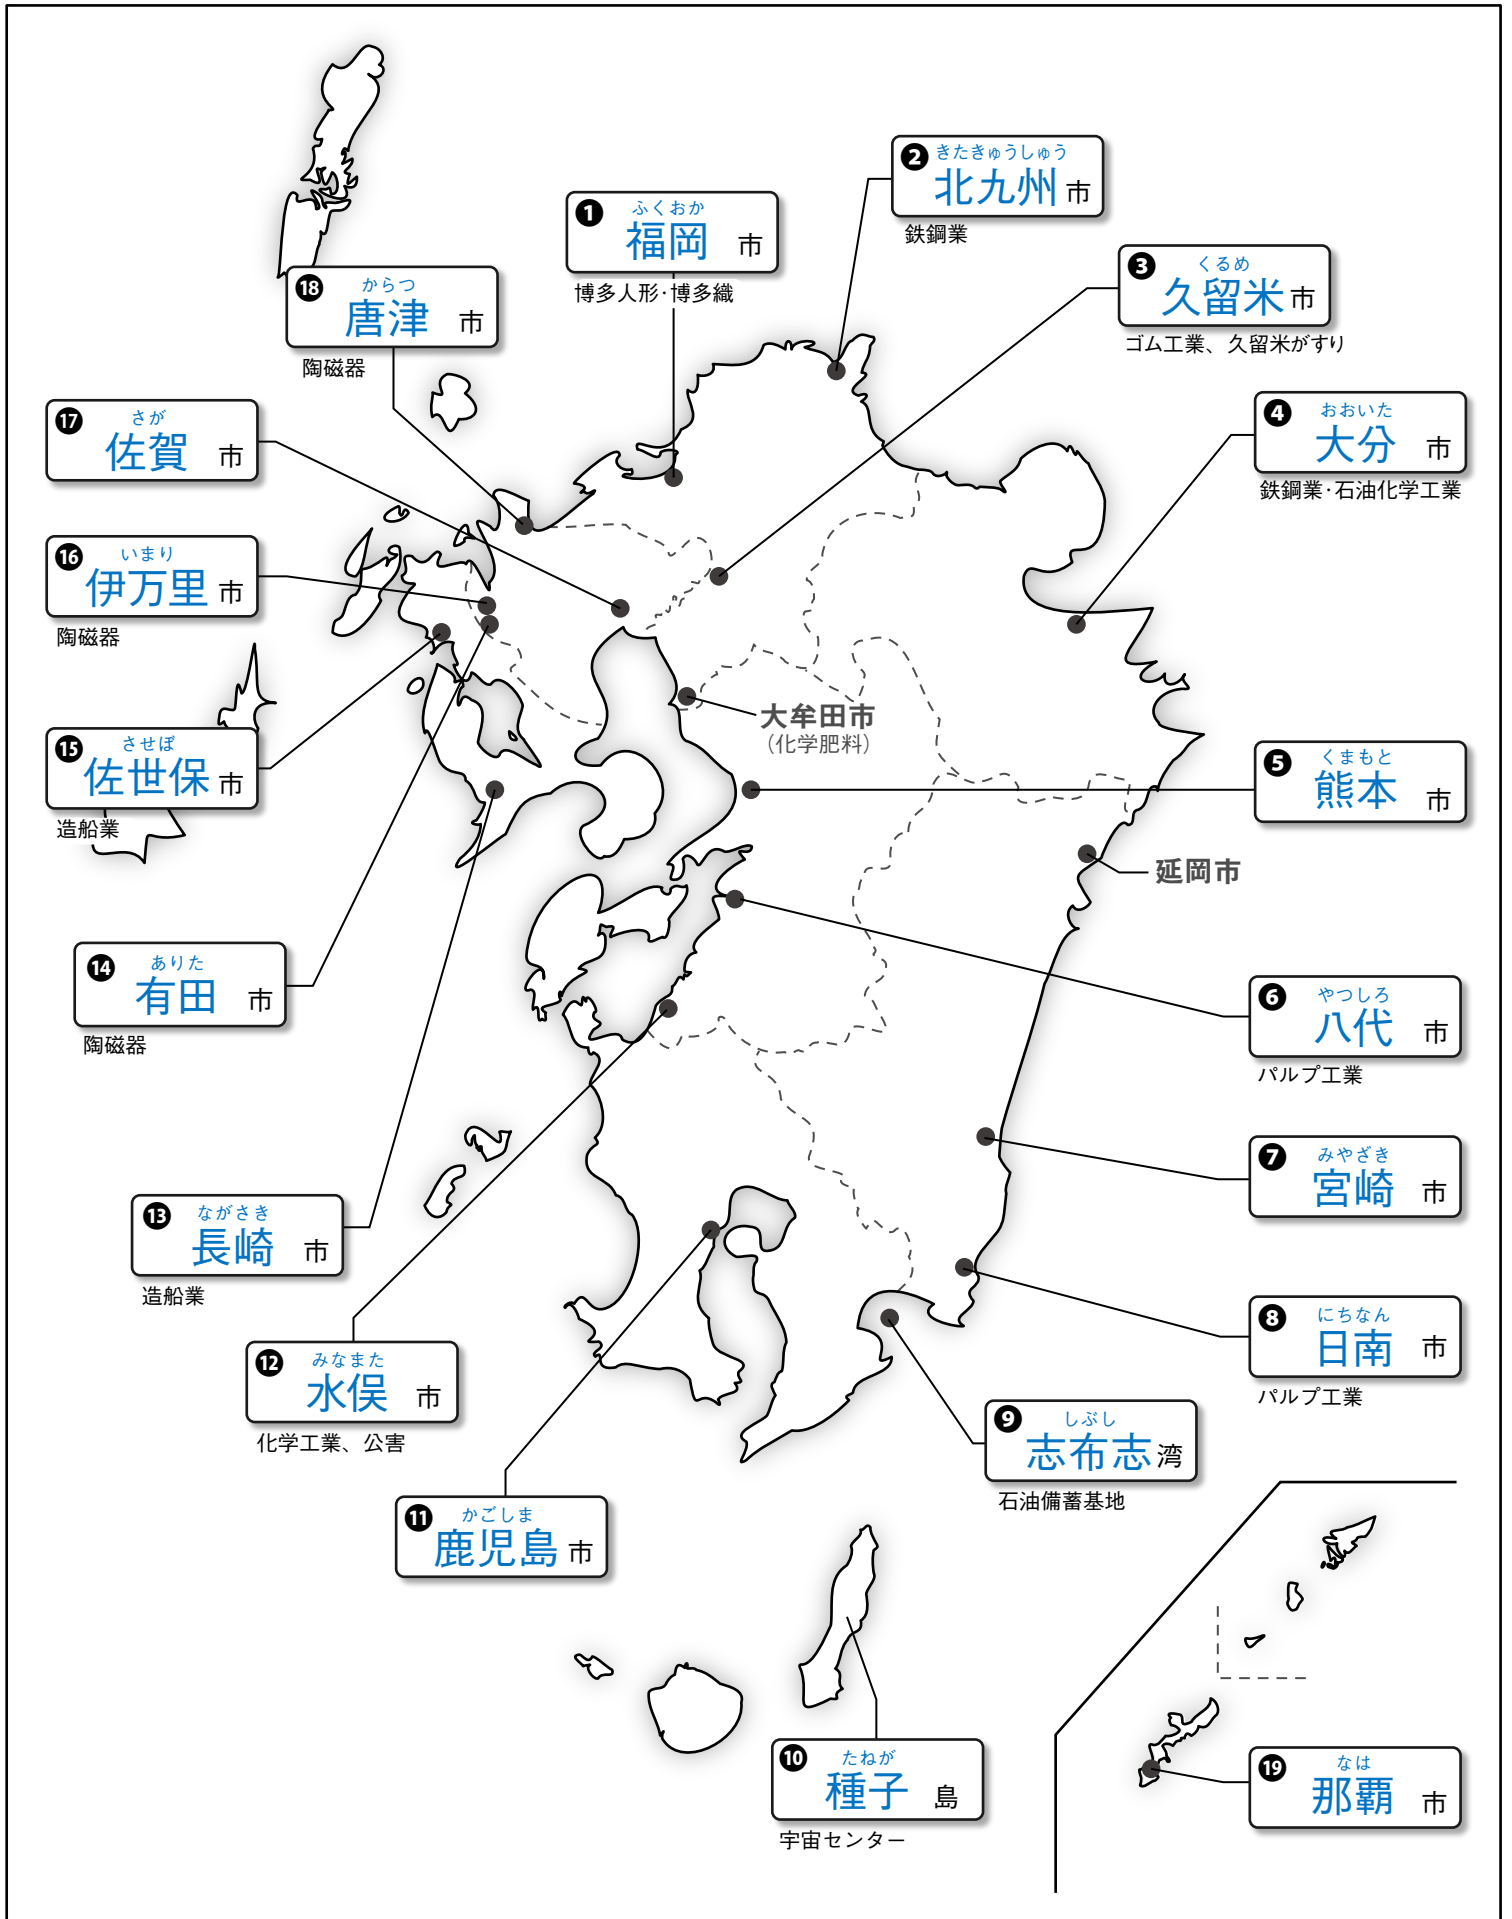 ❶ ふくおか
福岡 市
博多人形・博多織
❷ きたきゅうしゅう
北九州 市
鉄鋼業
❸ くるめ
久留米 市
ゴム工業、久留米がすり
❹ おおいた
大分 市
鉄鋼業・石油化学工業
❺ くまもと
熊本 市
❻ やつしろ
八代 市
パルプ工業
❼ みやざき
宮崎 市
❽ にちなん
日南 市
パルプ工業
❾ しぶし
志布志 湾
石油備蓄基地
❿ たねが
種子 島
宇宙センター
⓫ かごしま
鹿児島 市
⓬ みなまた
水俣 市
化学工業、公害
⓭ ながさき
長崎 市
造船業
⓮ ありた
有田 市
陶磁器
⓯ させぼ
佐世保 市
造船業
⓰ いまり
伊万里 市
陶磁器
⓱ さが
佐賀 市
⓲ からつ
唐津 市
陶磁器
⓳ なは
那覇 市
大牟田市
（化学肥料）
延岡市